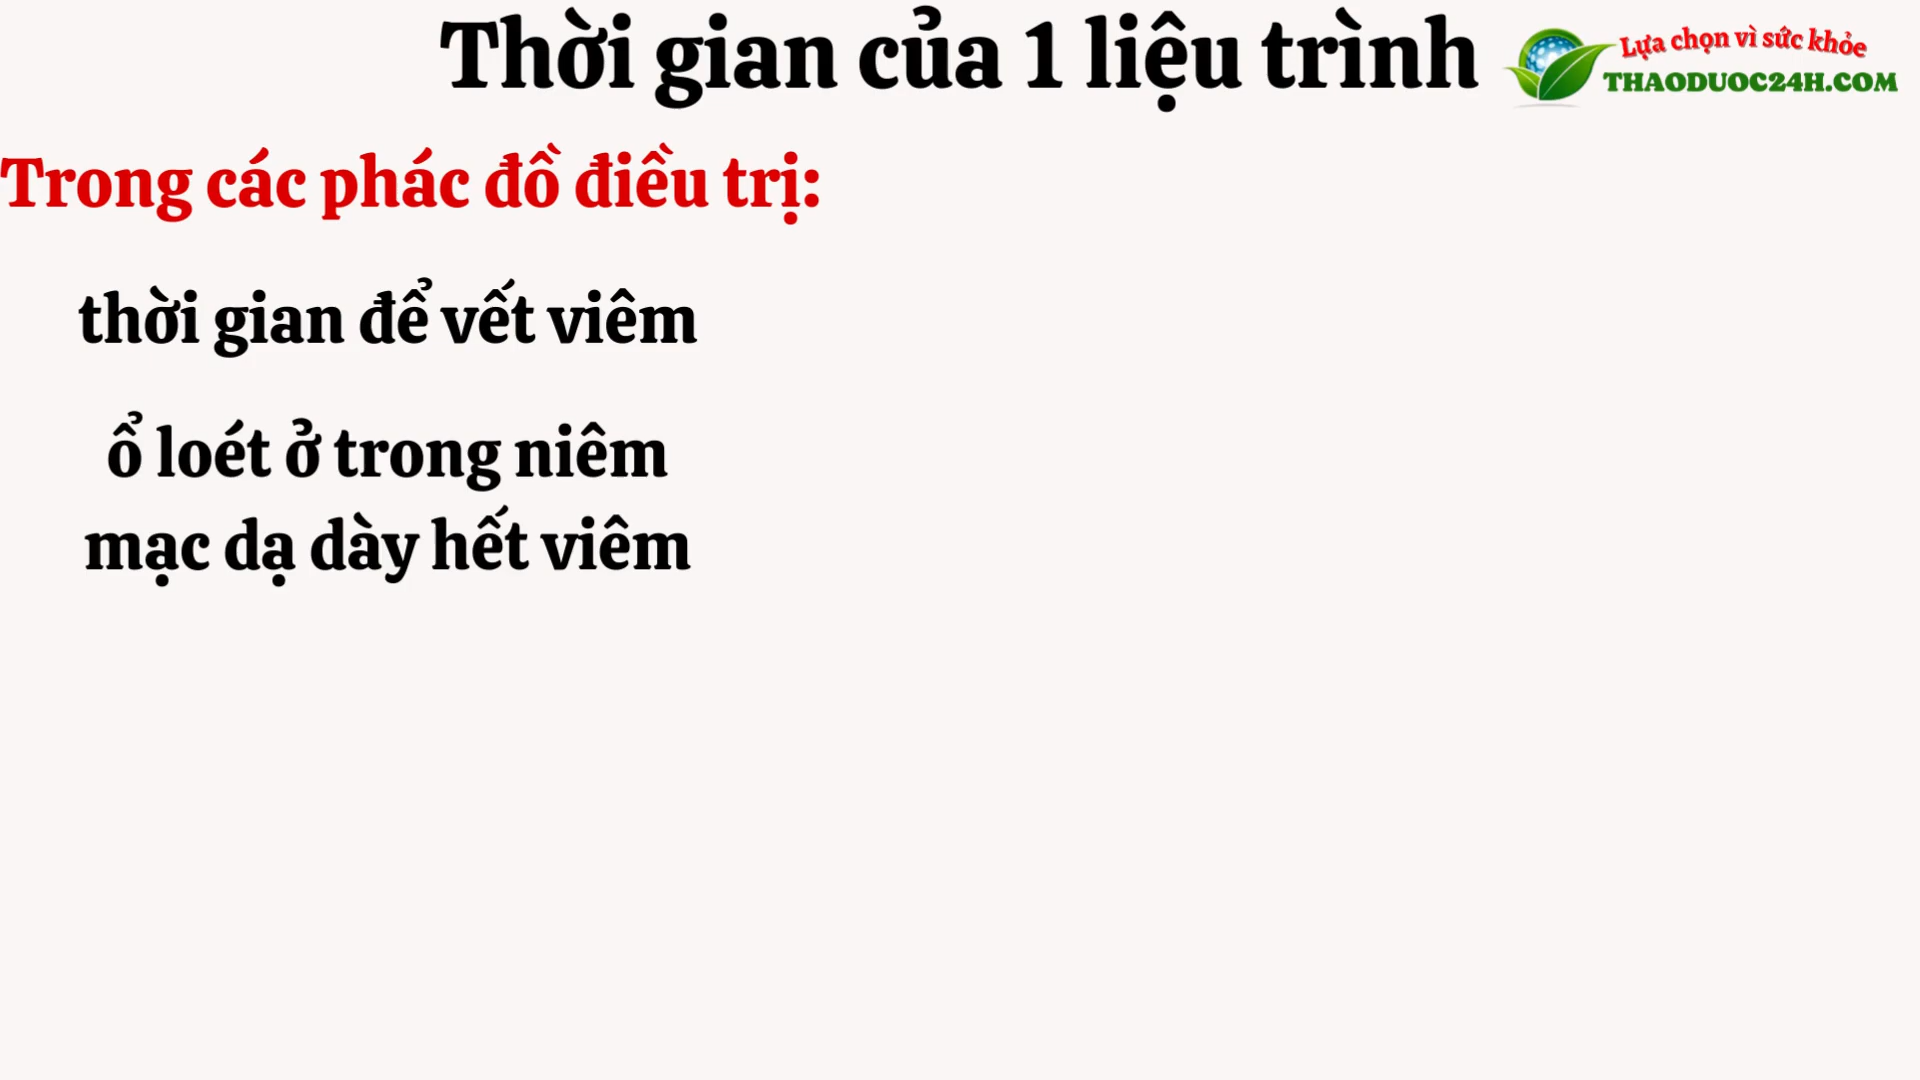 Thời gian của 1 liệu trình
Lựa chọn vì sức khỏe
THAODUOC24H.COM
Trong các phác đồ điều trị:
thời gian để vết viêm
ổ loét ở trong niêm
mạc dạ dày hết viêm